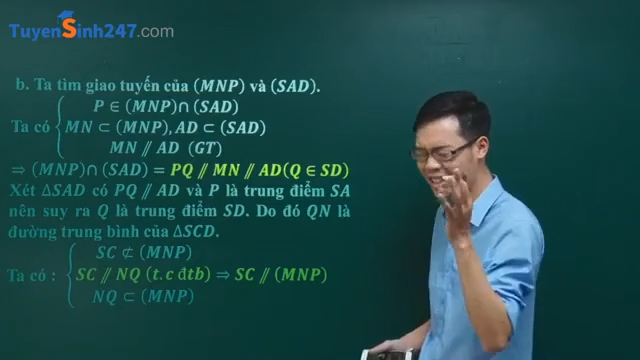 TuyenSinh247.com
b. Ta tìm giao tuyến của (MNP) và (SAD).
P ∈ (MNP)∩(SAD)
Ta có { MN ⊂ (MNP), AD ⊂ (SAD)
MN ∥ AD (GT)
⇒ (MNP)∩(SAD) = PQ ∥ MN ∥ AD(Q ∈ SD)
Xét ΔSAD có PQ ∥ AD và P là trung điểm SA
nên suy ra Q là trung điểm SD. Do đó QN là
đường trung bình của ΔSCD.
SC ⊄ (MNP)
Ta có : { SC ∥ NQ (t.c đtb) ⇒ SC ∥ (MNP)
NQ ⊂ (MNP)